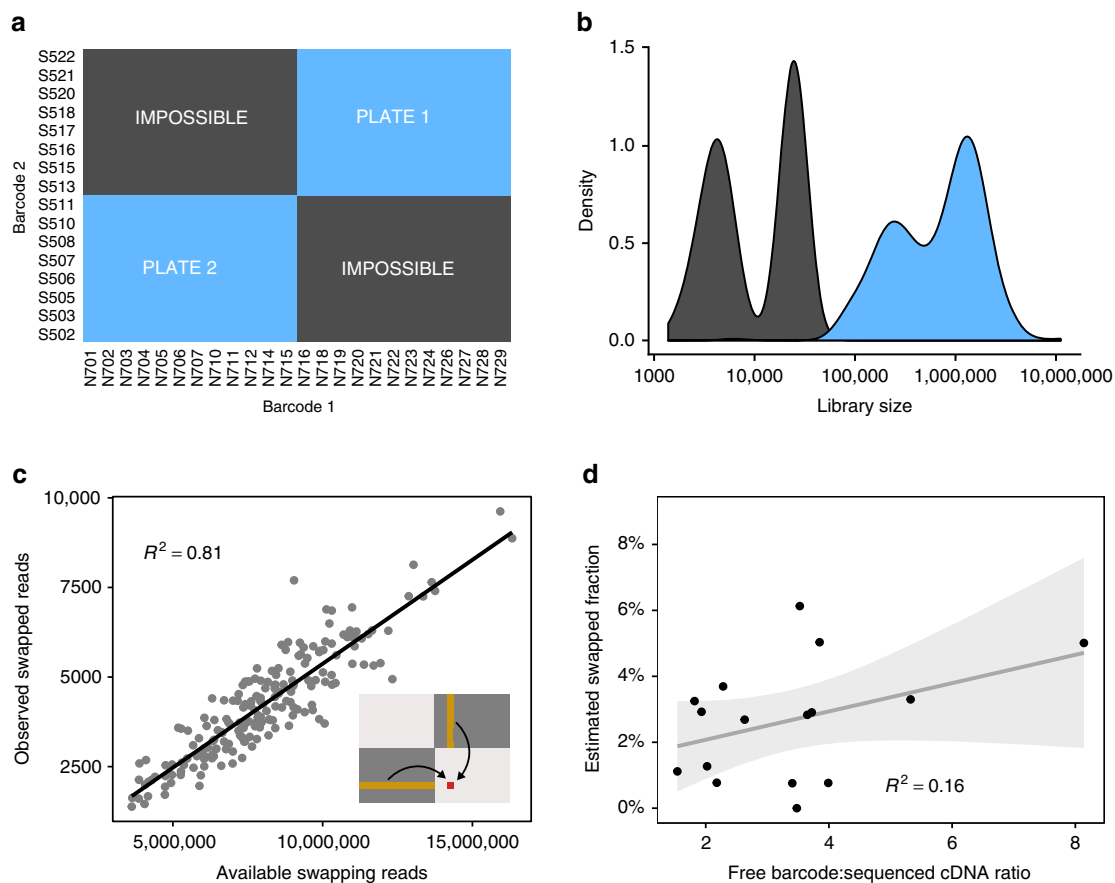 a
Barcode 2
S522
S521
S520
S518
S517
S516
S515
S513
S511
S510
S508
S507
S506
S505
S503
S502
IMPOSSIBLE
PLATE 1
PLATE 2
IMPOSSIBLE
N701
N702
N703
N704
N705
N706
N707
N710
N711
N712
N714
N715
N716
N718
N719
N720
N721
N722
N723
N724
N726
N727
N728
N729
Barcode 1
b
Density
1.5
1.0
0.5
0.0
1000
10,000
100,000
1,000,000
10,000,000
Library size
c
Observed swapped reads
10,000
7500
5000
2500
R² = 0.81
5,000,000
10,000,000
15,000,000
Available swapping reads
d
Estimated swapped fraction
8%
6%
4%
2%
0%
R² = 0.16
2
4
6
8
Free barcode:sequenced cDNA ratio